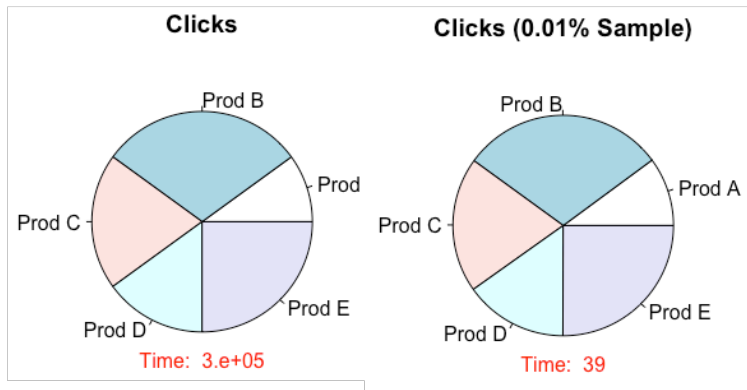 Clicks
Prod B
Prod
Prod C
Prod D
Prod E
Time: 3.e+05
Clicks (0.01% Sample)
Prod B
Prod A
Prod C
Prod D
Prod E
Time: 39